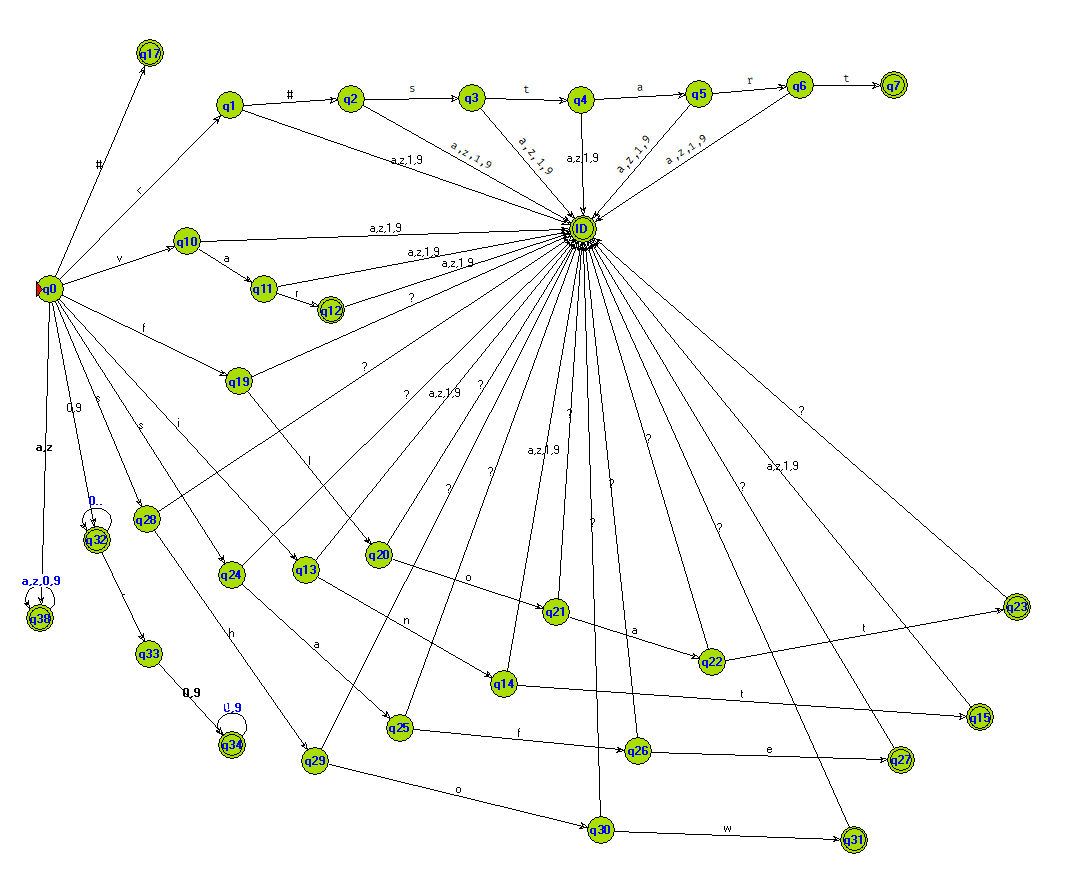 q17
#
q1
#
q2
s
q3
t
q4
a
q5
r
q6
t
q7
r
a,z,1,9
a,z,1,9
a,z,1,9
a,z,1,9
a,z,1,9
a,z,1,9
ID
q10
a,z,1,9
v
a
a,z,1,9
a,z,1,9
q0
q11
r
q12
?
f
q19
?
?
a,z,1,9
?
?
0,9
s
s
i
a,z
l
a,z,1,9
?
?
a,z,1,9
?
?
?
?
?
?
0..
q28
q32
q24
q13
q20
a,z,0,9
q38
o
q21
q23
.
n
a
t
h
a
q33
q22
q14
t
0,9
0,9
q15
q34
q25
f
q26
e
q27
q29
o
q30
w
q31